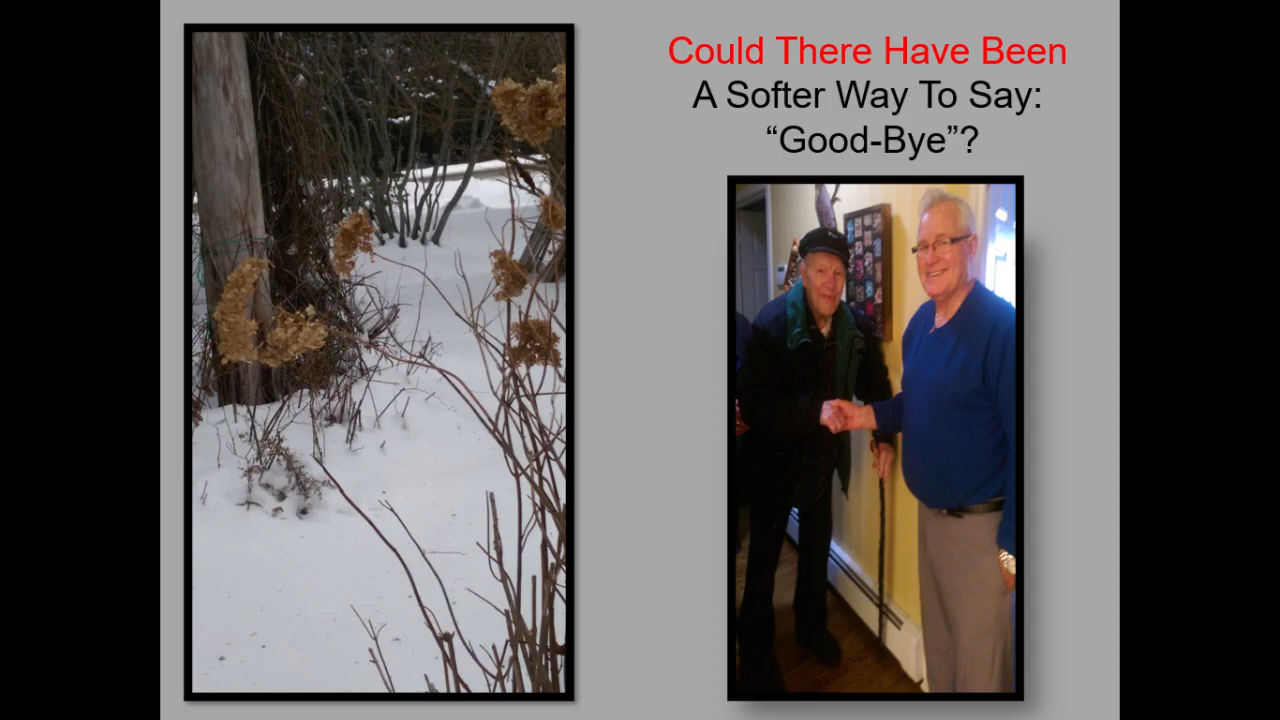 Could There Have Been
A Softer Way To Say:
“Good-Bye”?